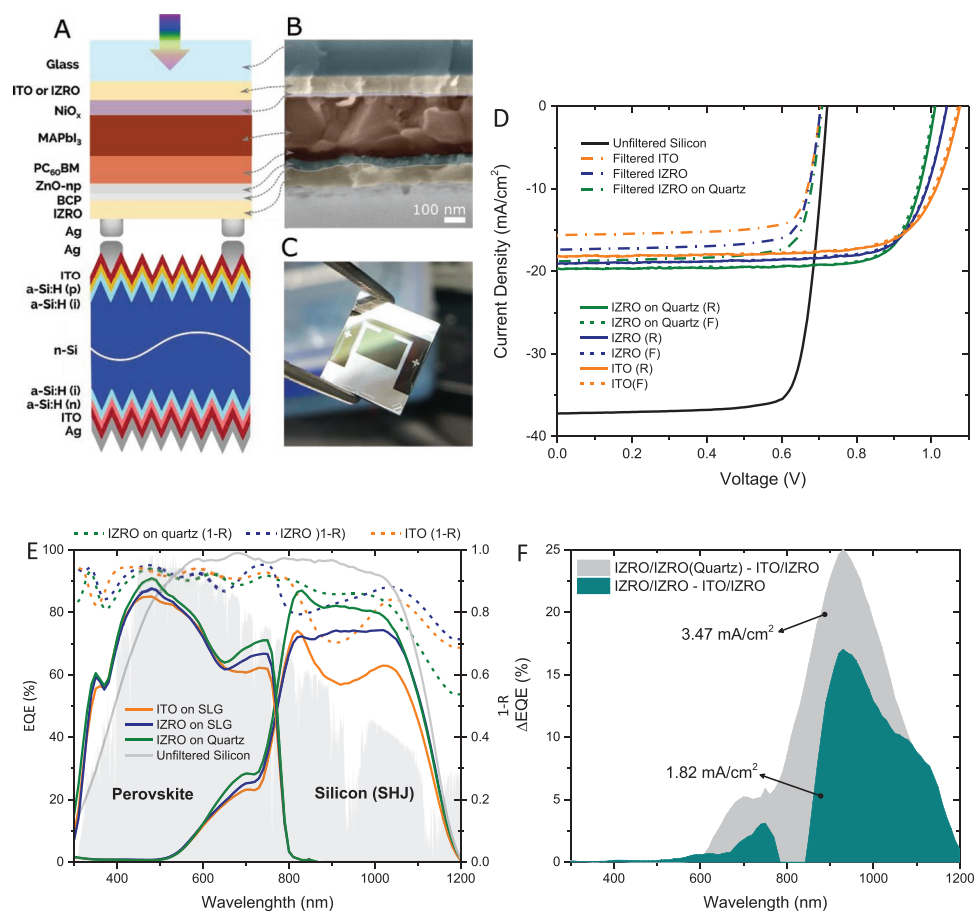 A
Glass
ITO or IZRO
NiOₓ
MAPbI₃
PC₆₀BM
ZnO-np
BCP
IZRO
Ag
Ag
ITO
a-Si:H (p)
a-Si:H (i)
n-Si
a-Si:H (i)
a-Si:H (n)
ITO
Ag
B
100 nm
C
D
Unfiltered Silicon
Filtered ITO
Filtered IZRO
Filtered IZRO on Quartz
IZRO on Quartz (R)
IZRO on Quartz (F)
IZRO (R)
IZRO (F)
ITO (R)
ITO(F)
0
-10
-20
-30
-40
Current Density (mA/cm²)
0.0 0.2 0.4 0.6 0.8 1.0
Voltage (V)
IZRO on quartz (1-R) IZRO )1-R) ITO (1-R)
E
100
80
60
40
20
0
EQE (%)
ITO on SLG
IZRO on SLG
IZRO on Quartz
Unfiltered Silicon
Perovskite
Silicon (SHJ)
1.0
0.8
0.6
0.4
0.2
0.0
1-R
400 600 800 1000 1200
Wavelenghth (nm)
F
25
20
15
10
5
0
ΔEQE (%)
IZRO/IZRO(Quartz) - ITO/IZRO
IZRO/IZRO - ITO/IZRO
3.47 mA/cm²
1.82 mA/cm²
400 600 800 1000 1200
Wavelength (nm)